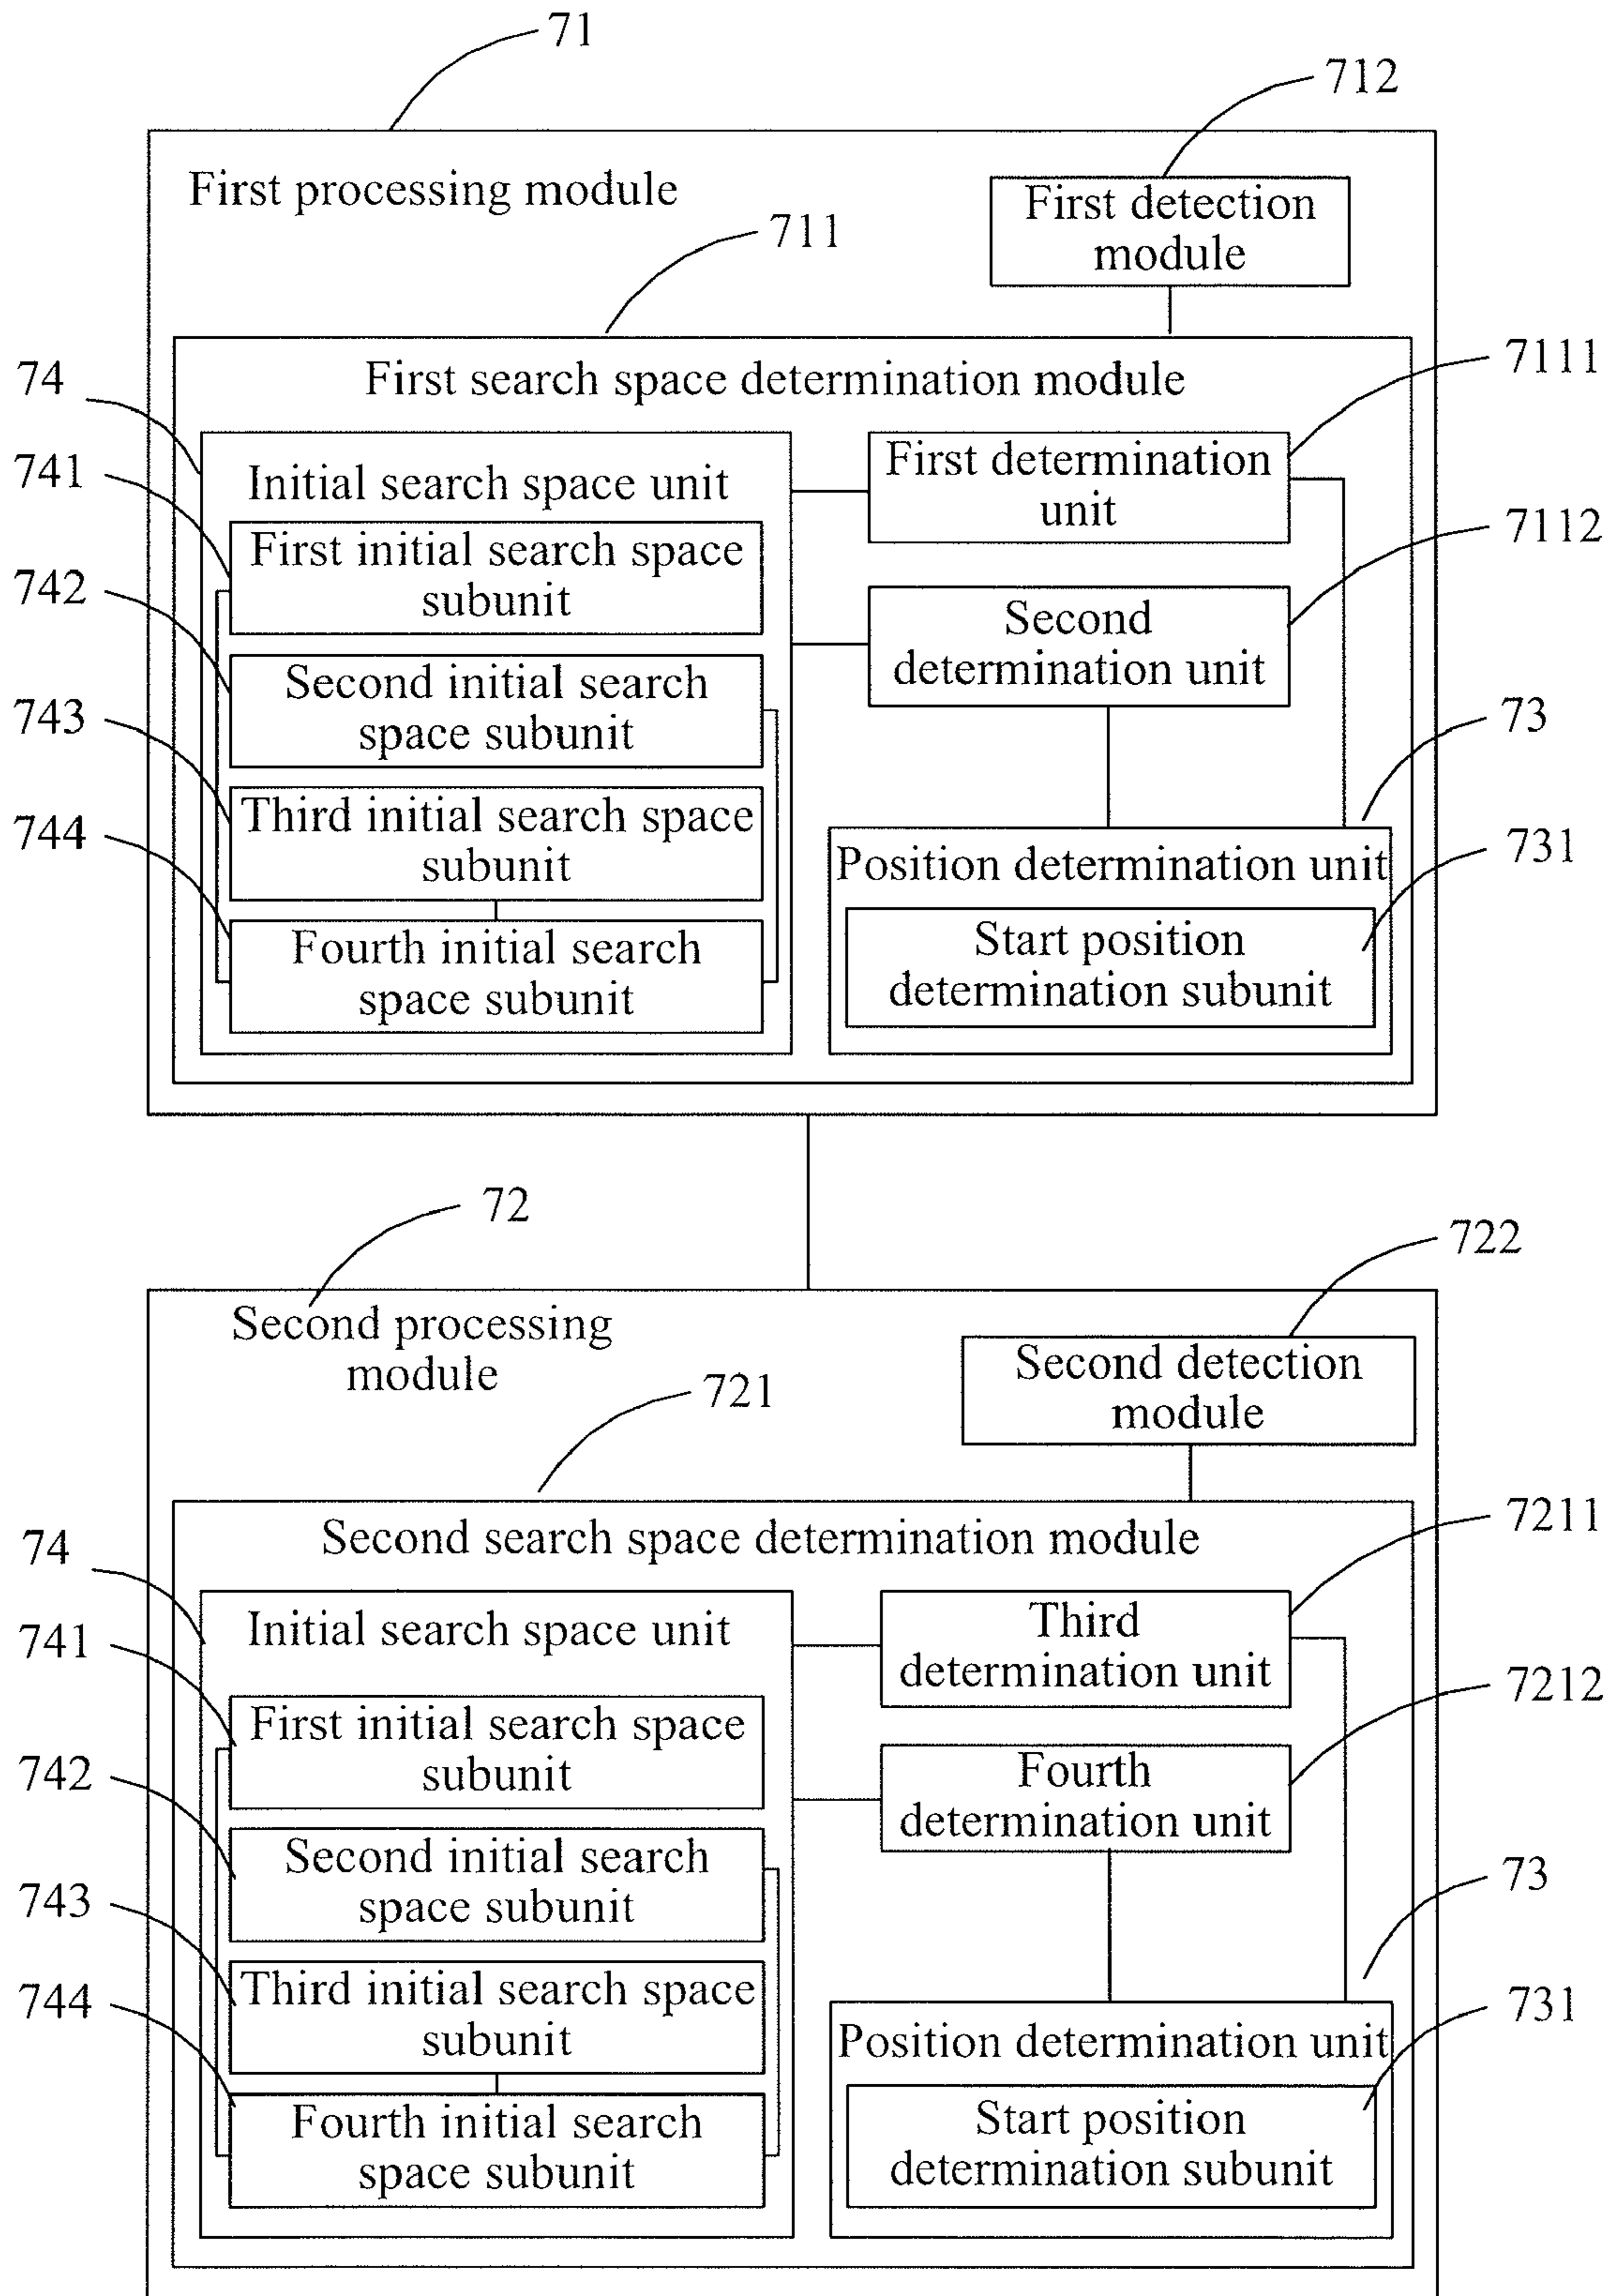 71
712
First processing module
First detection
module
711
First search space determination module
74
7111
Initial search space unit
First determination
unit
741
First initial search space
subunit
7112
742
Second initial search
space subunit
Second
determination unit
743
Third initial search space
subunit
73
744
Fourth initial search
space subunit
Position determination unit
731
Start position
determination subunit
72
722
Second processing
module
Second detection
module
721
Second search space determination module
74
7211
Initial search space unit
Third
determination unit
741
First initial search space
subunit
7212
742
Second initial search
space subunit
Fourth
determination unit
743
Third initial search space
subunit
73
744
Fourth initial search
space subunit
Position determination unit
731
Start position
determination subunit